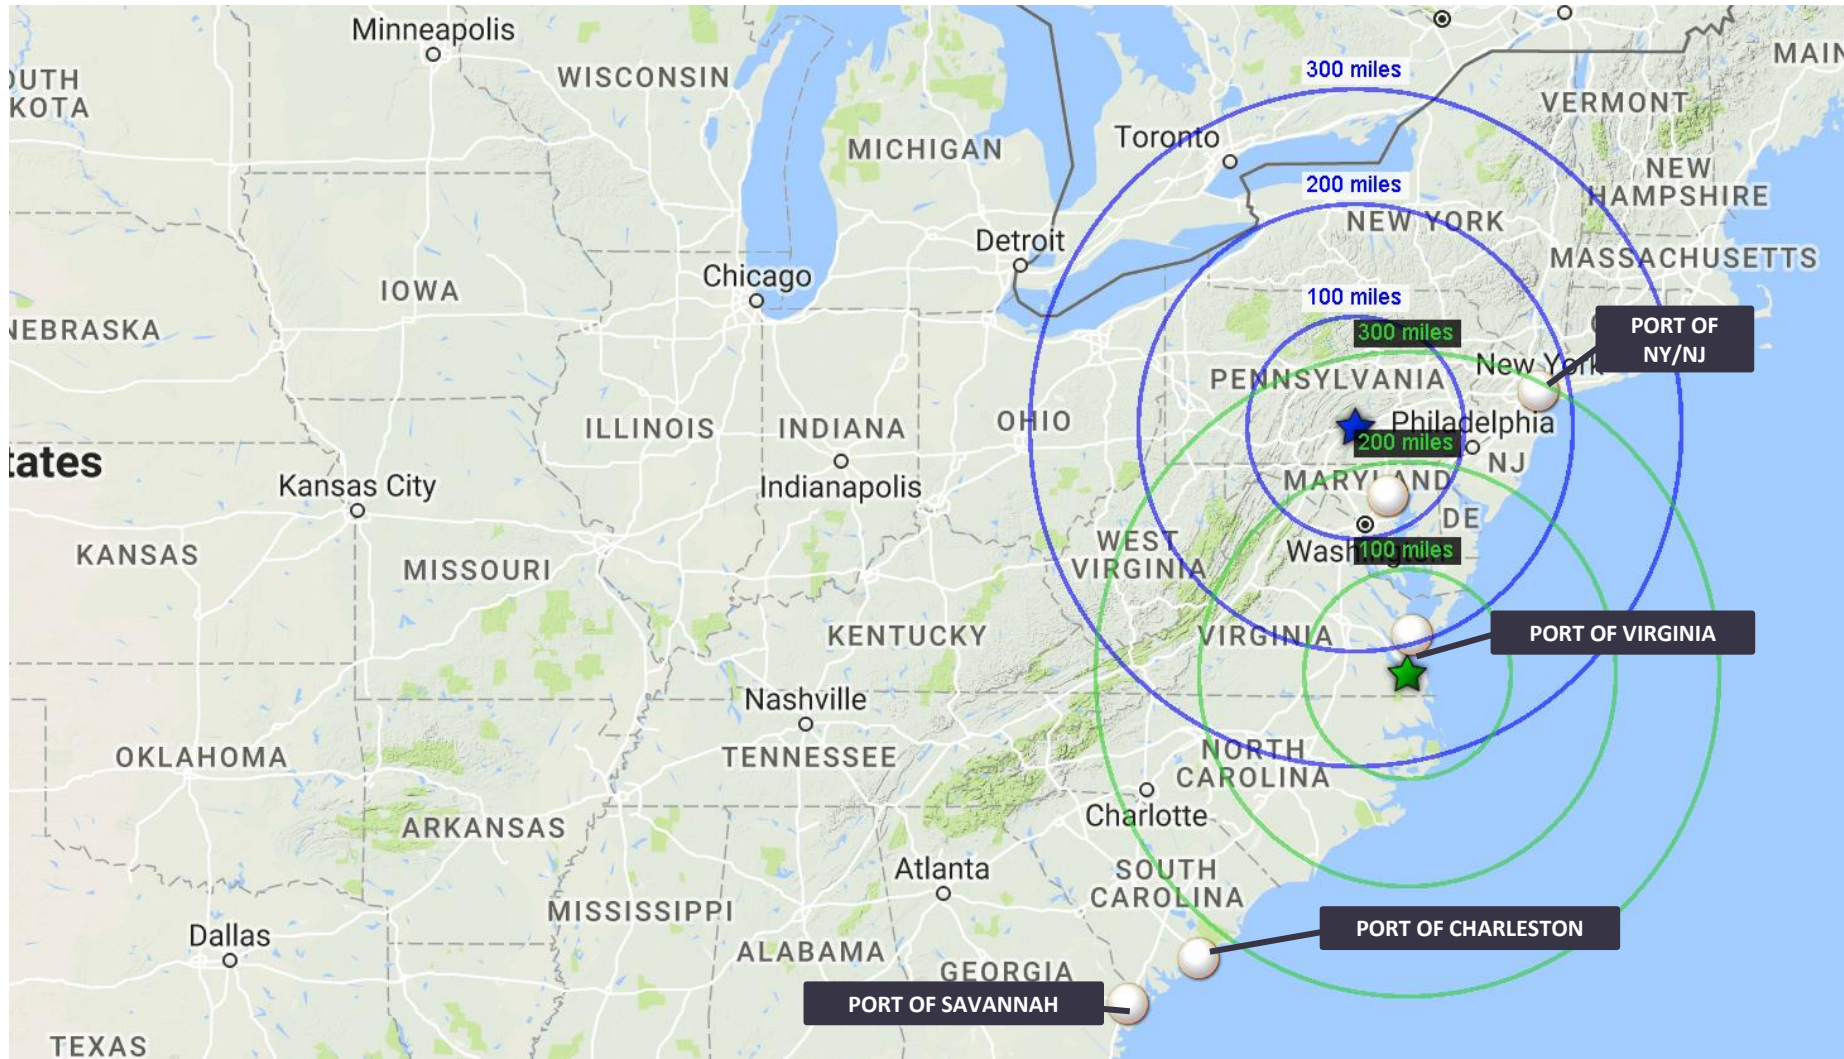 Minneapolis
WISCONSIN
300 miles
MAIN
OUTH
KOTA
VERMONT
MICHIGAN
Toronto
NEW
HAMPSHIRE
200 miles
NEW YORK
Detroit
MASSACHUSETTS
Chicago
IOWA
100 miles
NEBRASKA
300 miles
PORT OF
NY/NJ
New York
PENNSYLVANIA
ILLINOIS
INDIANA
OHIO
Philadelphia
200 miles
tates
NJ
Kansas City
Indianapolis
MARYLAND
DE
KANSAS
MISSOURI
WEST
VIRGINIA
Washington
100 miles
KENTUCKY
VIRGINIA
PORT OF VIRGINIA
Nashville
OKLAHOMA
TENNESSEE
NORTH
CAROLINA
Charlotte
ARKANSAS
Atlanta
SOUTH
CAROLINA
MISSISSIPPI
Dallas
ALABAMA
PORT OF CHARLESTON
GEORGIA
PORT OF SAVANNAH
TEXAS